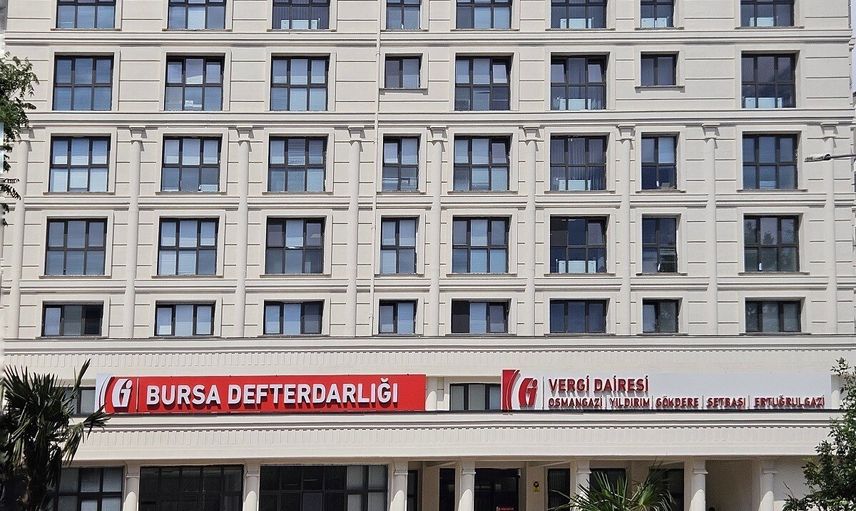 BURSA DEFTERDARLIĞI
VERGİ DAİRESİ
OSMANGAZİ | YILDIRIM | GÖKDERE | SETBAŞI | ERTUĞRULGAZİ